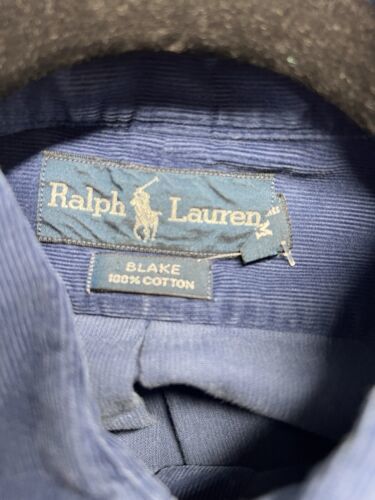 Ralph Lauren
M
BLAKE
100% COTTON